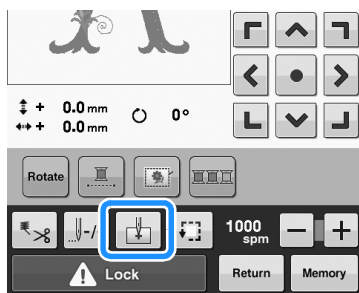 + 0.0 mm
+ 0.0 mm
0°
Rotate
1000
spm
Lock
Return
Memory